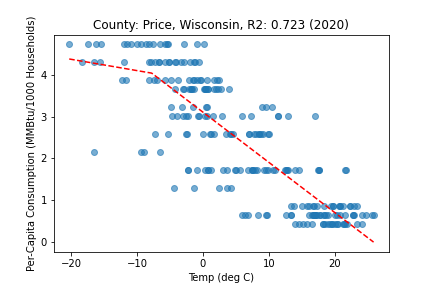 County: Price, Wisconsin, R2: 0.723 (2020)
Per-Capita Consumption (MMBtu/1000 Households)
4
3
2
1
0
−20 −10 0 10 20
Temp (deg C)